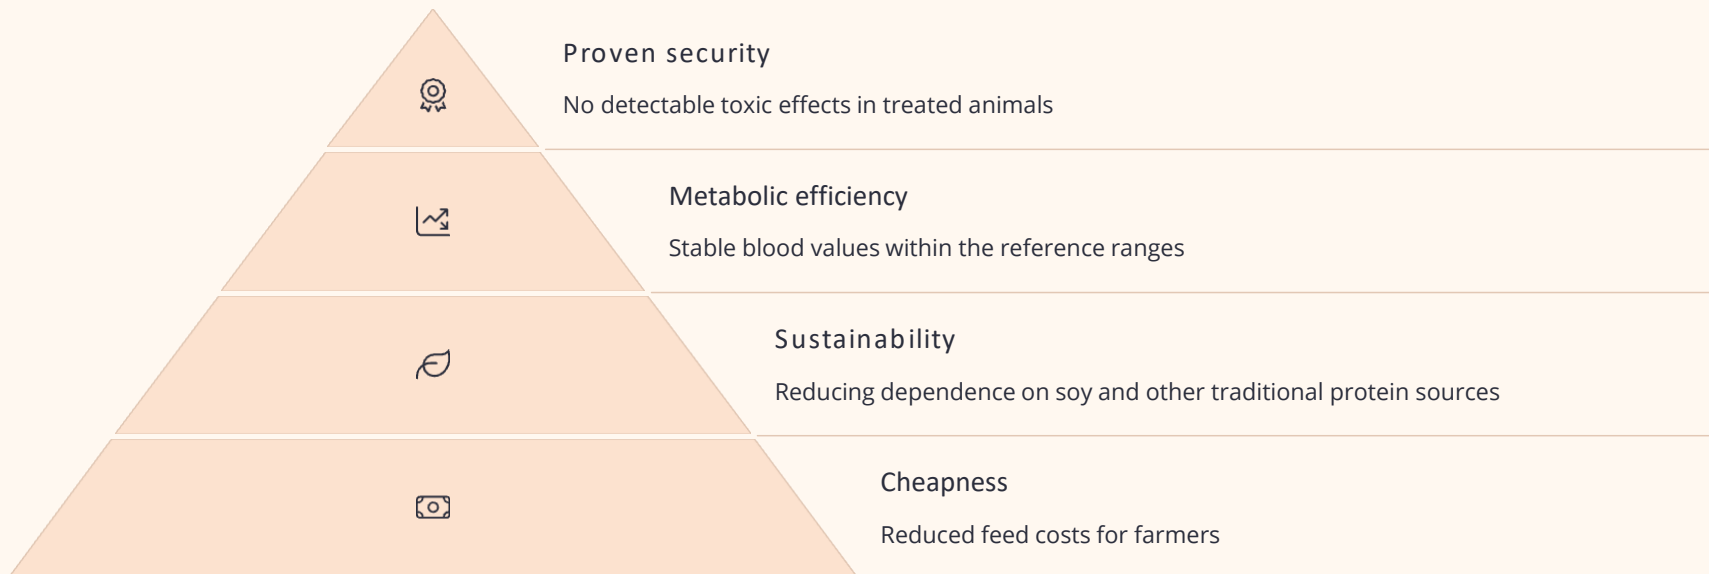 Proven security
No detectable toxic effects in treated animals
Metabolic efficiency
Stable blood values within the reference ranges
Sustainability
Reducing dependence on soy and other traditional protein sources
Cheapness
Reduced feed costs for farmers